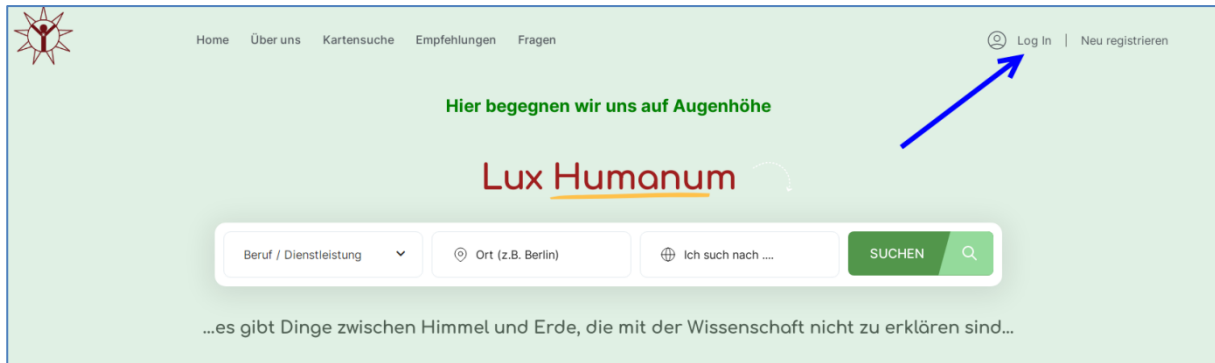 Home Über uns Kartensuche Empfehlungen Fragen Log In | Neu registrieren
Hier begegnen wir uns auf Augenhöhe
Lux Humanum
Beruf / Dienstleistung Ort (z.B. Berlin) Ich such nach .... SUCHEN
...es gibt Dinge zwischen Himmel und Erde, die mit der Wissenschaft nicht zu erklären sind...